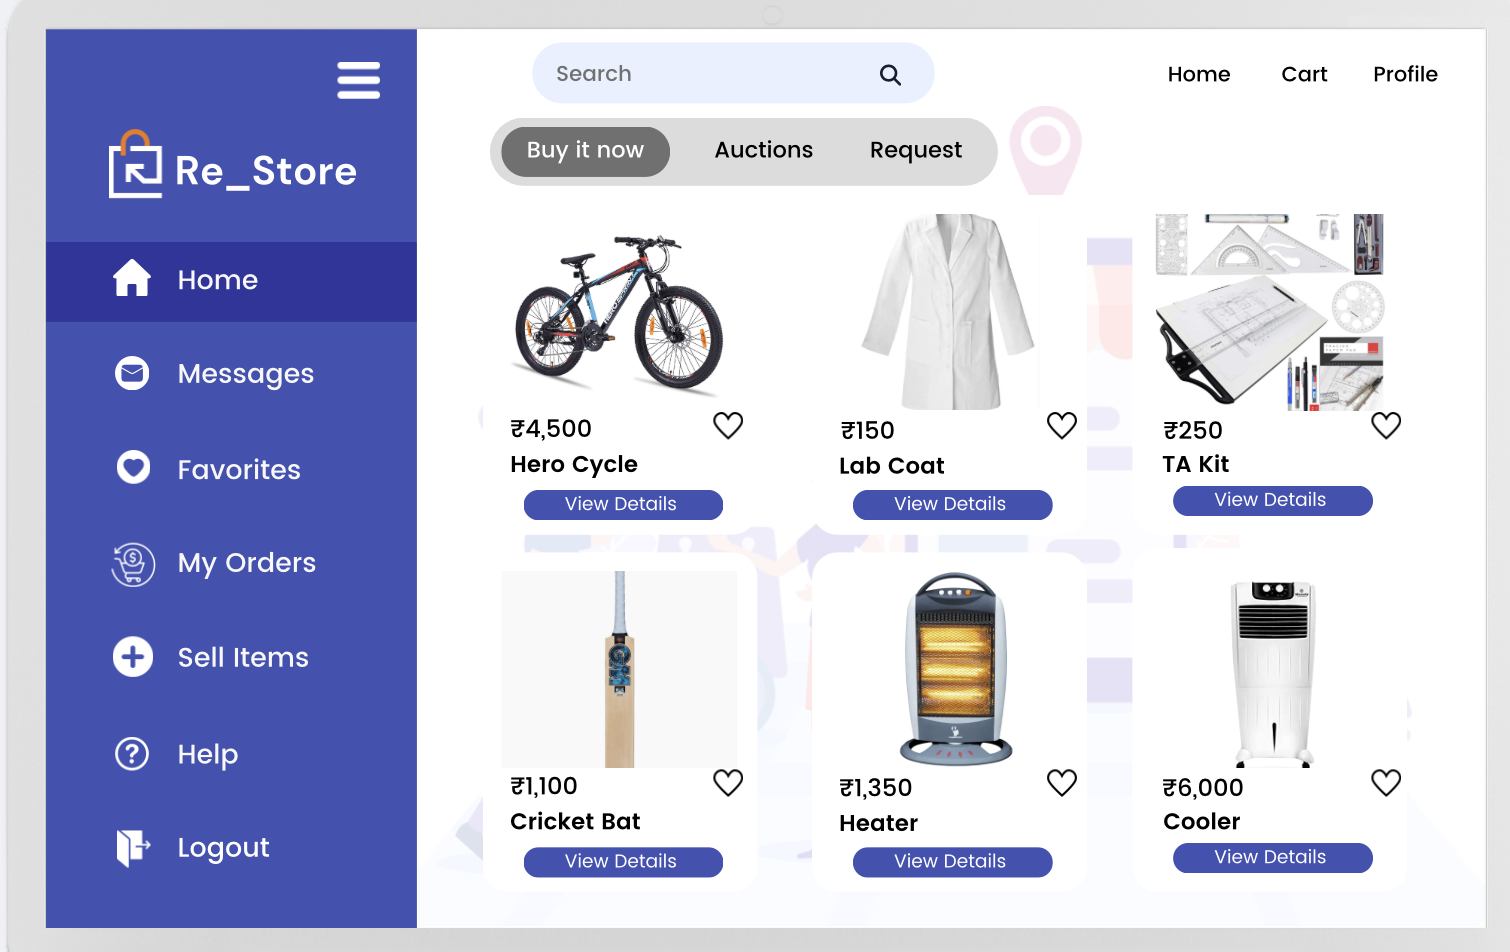 Search
Home
Cart
Profile
Buy it now
Auctions
Request
Re_Store
Home
Messages
Favorites
My Orders
Sell Items
Help
Logout
₹4,500
Hero Cycle
View Details
₹150
Lab Coat
View Details
₹250
TA Kit
View Details
₹1,100
Cricket Bat
View Details
₹1,350
Heater
View Details
₹6,000
Cooler
View Details